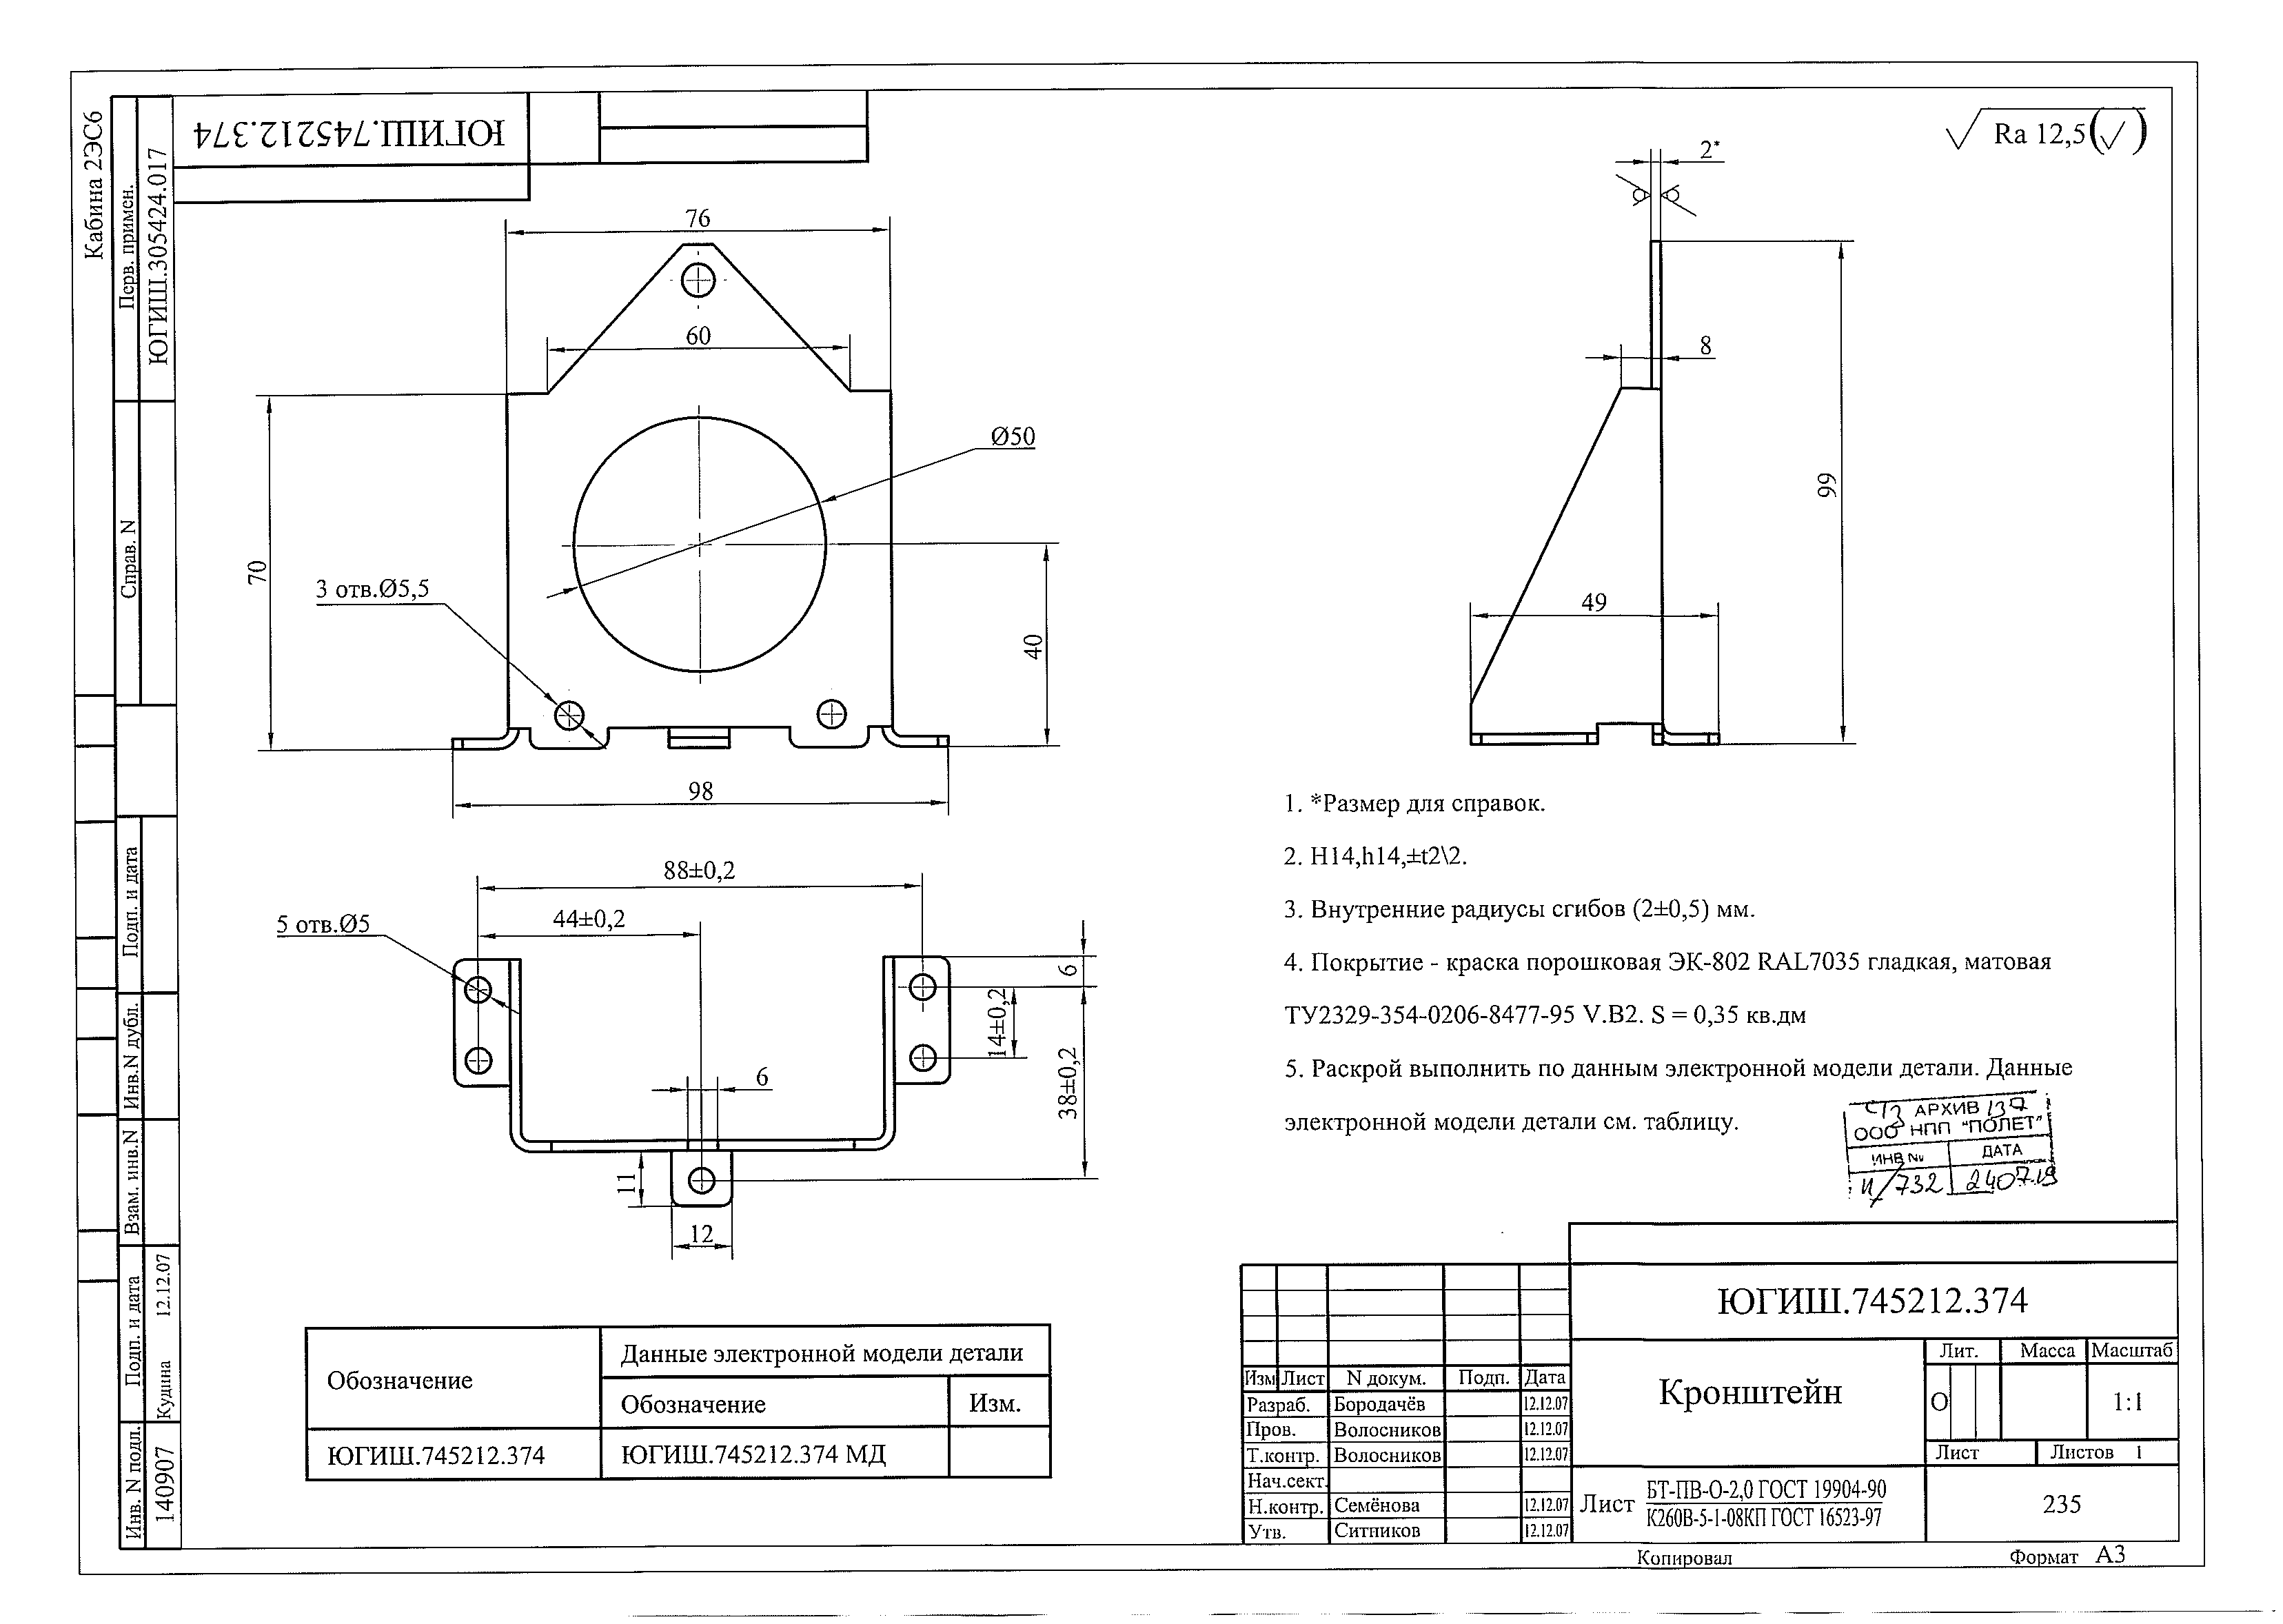 Кабина 2ЭС6
Перв. примен.
ЮГИШ.305424.017
Справ. N
Подп. и дата
Инв.N дубл.
Взам. инв.N
Подп. и дата
Кудина 12.12.07
Инв. N подл.
140907
ЮГИШ.745212.374
Ra 12,5(√)
76
60
Ø50
70
3 отв.Ø5,5
40
98
2*
8
99
49
88±0,2
44±0,2
5 отв.Ø5
6
14±0,2
38±0,2
6
11
12
1. *Размер для справок.
2. H14,h14,±t2\2.
3. Внутренние радиусы сгибов (2±0,5) мм.
4. Покрытие - краска порошковая ЭК-802 RAL7035 гладкая, матовая
ТУ2329-354-0206-8477-95 V.B2. S = 0,35 кв.дм
5. Раскрой выполнить по данным электронной модели детали. Данные
электронной модели детали см. таблицу.
АРХИВ 137
ООО НПП "ПОЛЕТ"
ИНВ № ДАТА
И/732 240719
Обозначение
Данные электронной модели детали
Обозначение Изм.
ЮГИШ.745212.374 ЮГИШ.745212.374 МД
ЮГИШ.745212.374
Изм Лист N докум. Подп. Дата
Разраб. Бородачёв 12.12.07
Пров. Волосников 12.12.07
Т.контр. Волосников 12.12.07
Нач.сект.
Н.контр. Семёнова 12.12.07
Утв. Ситников 12.12.07
Кронштейн
Лит. Масса Масштаб
О 1:1
Лист Листов 1
Лист БТ-ПВ-О-2,0 ГОСТ 19904-90
К260В-5-1-08КП ГОСТ 16523-97
235
Копировал Формат А3